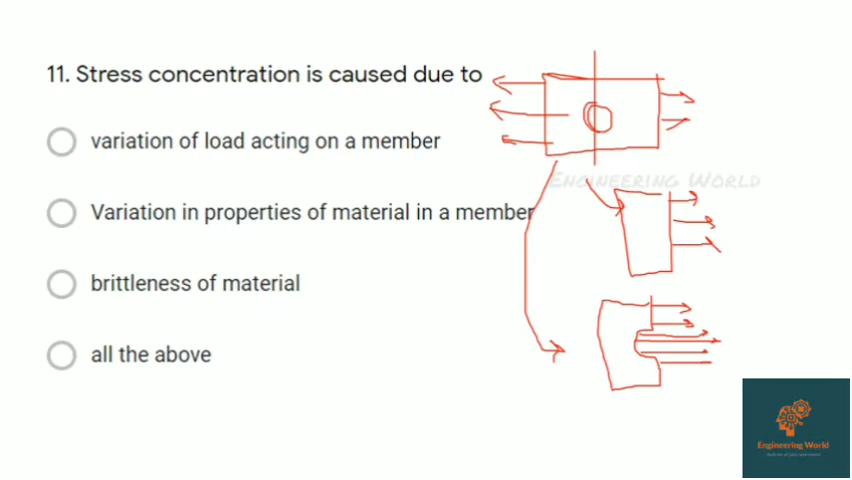 11. Stress concentration is caused due to
variation of load acting on a member
ENGINEERING WORLD
Variation in properties of material in a member
brittleness of material
all the above
Engineering World